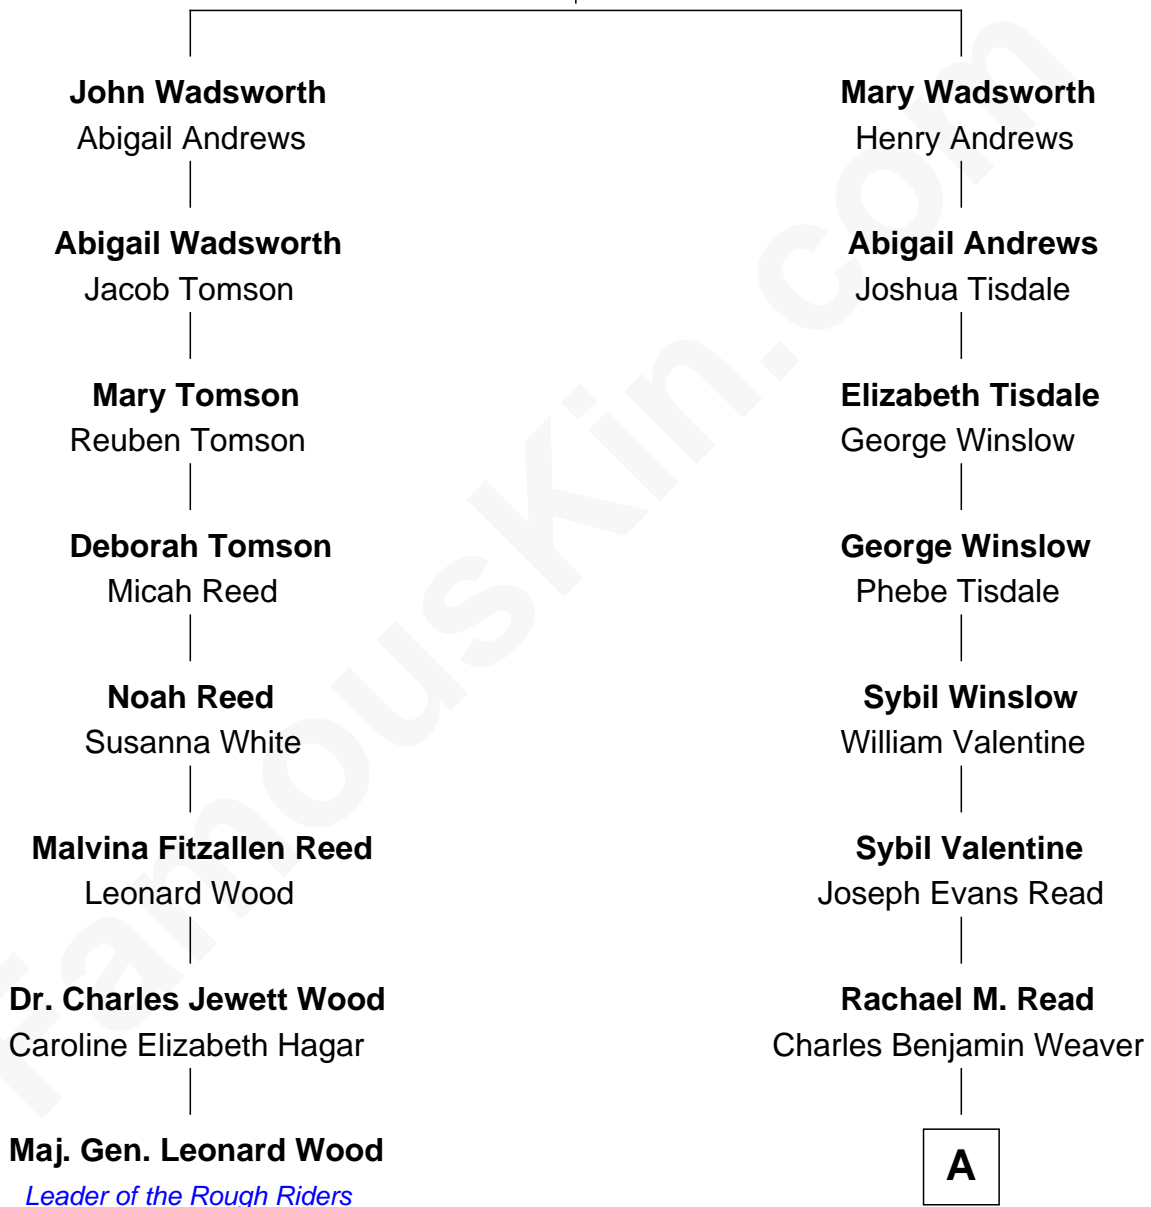 John Wadsworth
Abigail Andrews
Abigail Wadsworth
Jacob Tomson
Mary Tomson
Reuben Tomson
Deborah Tomson
Micah Reed
Noah Reed
Susanna White
Malvina Fitzallen Reed
Leonard Wood
Dr. Charles Jewett Wood
Caroline Elizabeth Hagar
Maj. Gen. Leonard Wood
Leader of the Rough Riders
Mary Wadsworth
Henry Andrews
Abigail Andrews
Joshua Tisdale
Elizabeth Tisdale
George Winslow
George Winslow
Phebe Tisdale
Sybil Winslow
William Valentine
Sybil Valentine
Joseph Evans Read
Rachael M. Read
Charles Benjamin Weaver
A
famouskin.com